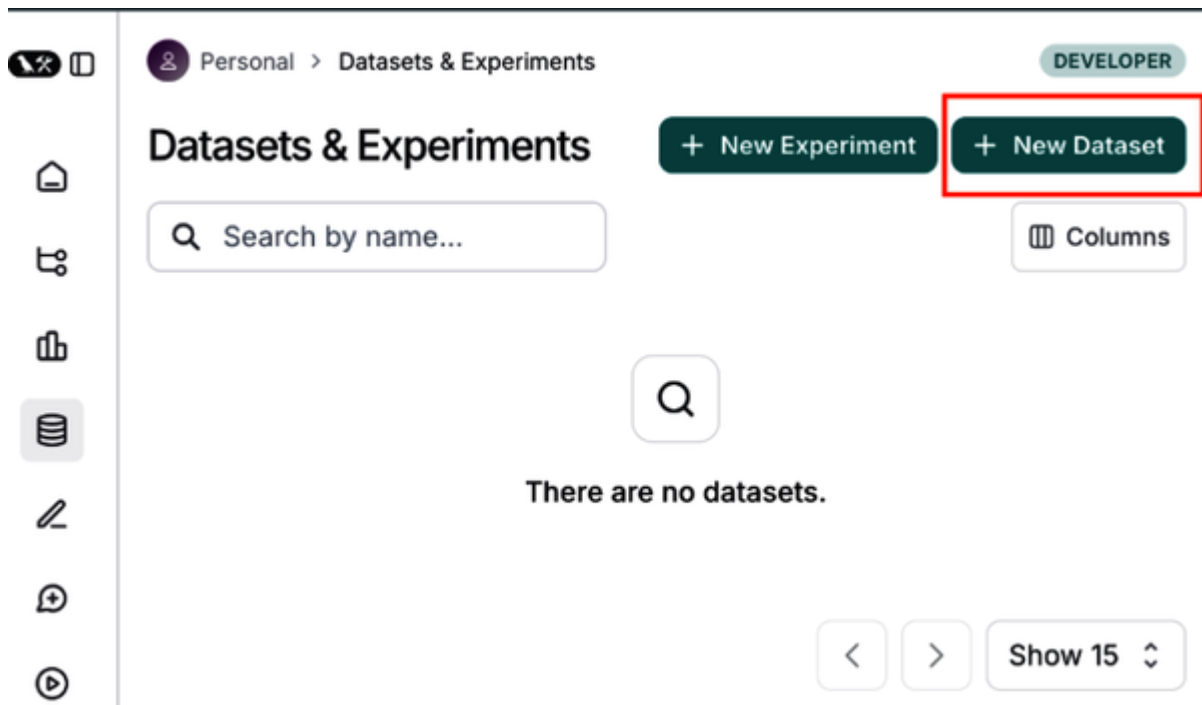 Personal > Datasets & Experiments
DEVELOPER
Datasets & Experiments
+ New Experiment
+ New Dataset
Search by name...
Columns
There are no datasets.
Show 15